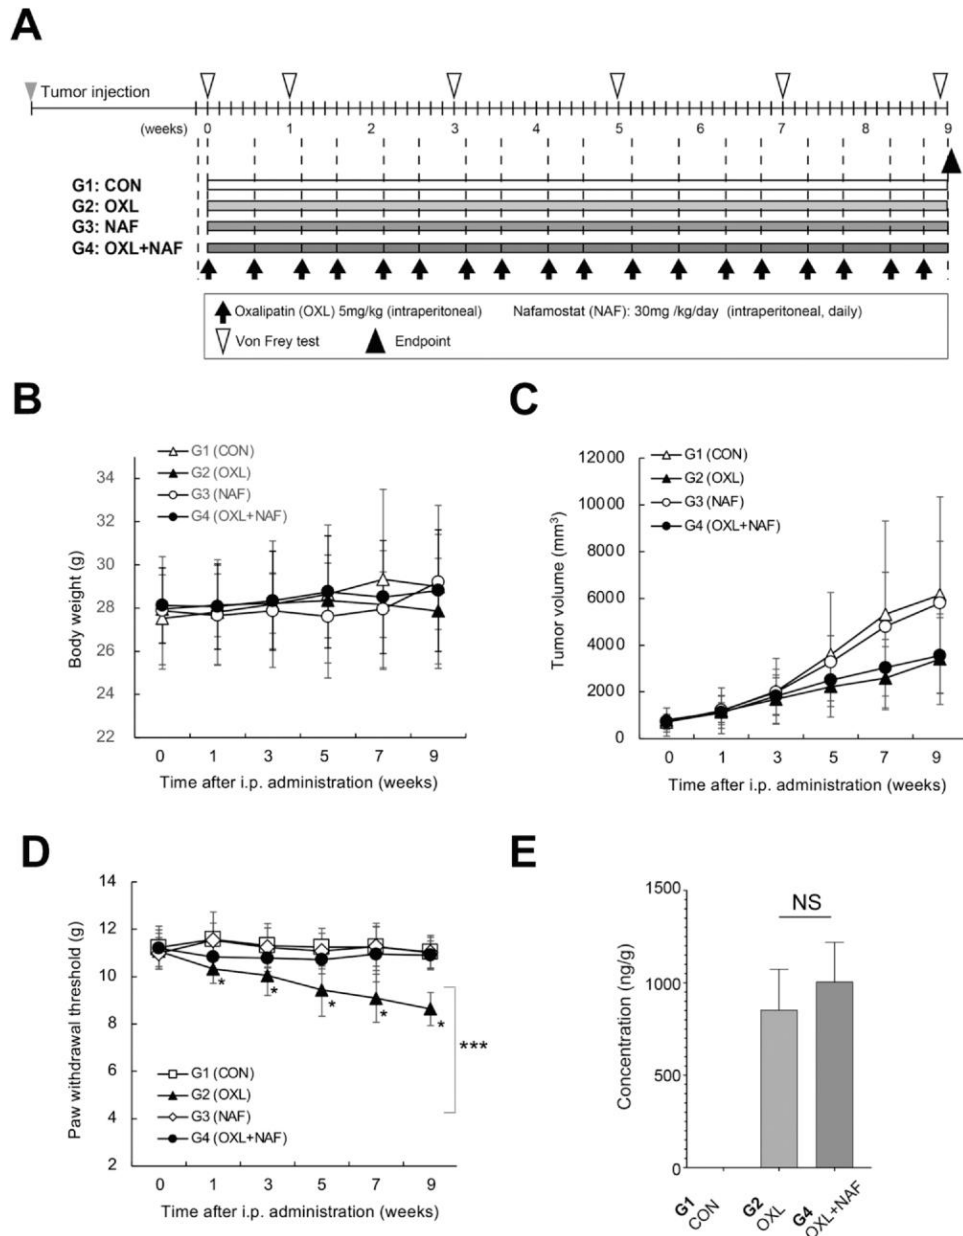 A
Tumor injection
(weeks) 0 1 2 3 4 5 6 7 8 9
G1: CON
G2: OXL
G3: NAF
G4: OXL+NAF
Oxalipatin (OXL) 5mg/kg (intraperitoneal) Nafamostat (NAF): 30mg /kg/day (intraperitoneal, daily)
Von Frey test Endpoint
B
G1 (CON)
G2 (OXL)
G3 (NAF)
G4 (OXL+NAF)
Body weight (g)
34
32
30
28
26
24
22
0 1 3 5 7 9
Time after i.p. administration (weeks)
C
G1 (CON)
G2 (OXL)
G3 (NAF)
G4 (OXL+NAF)
Tumor volume (mm³)
12000
10000
8000
6000
4000
2000
0
0 1 3 5 7 9
Time after i.p. administration (weeks)
D
Paw withdrawal threshold (g)
14
12
10
8
6
4
2
* * * * *
***
G1 (CON)
G2 (OXL)
G3 (NAF)
G4 (OXL+NAF)
0 1 3 5 7 9
Time after i.p. administration (weeks)
E
Concentration (ng/g)
1500
1000
500
0
NS
G1 CON
G2 OXL
G4 OXL+NAF